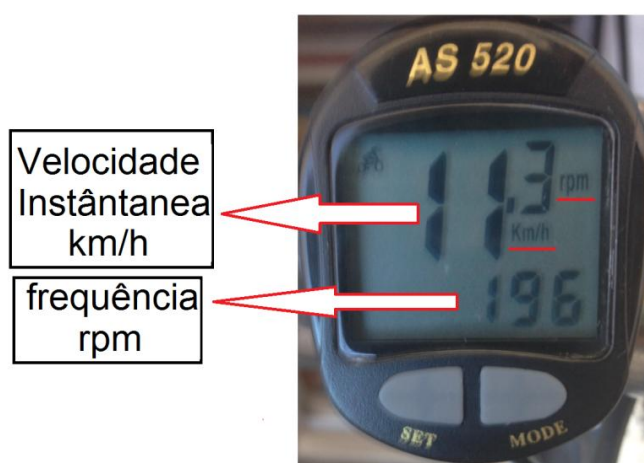 AS 520
Velocidade
Instântanea
km/h
11.3 rpm
Km/h
frequência
rpm
196
SET MODE